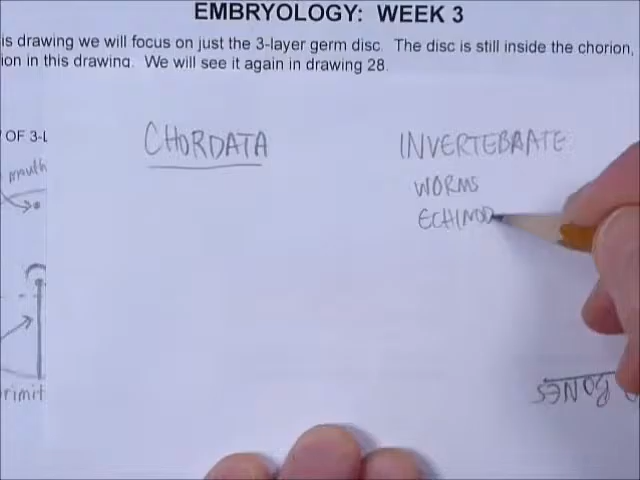 EMBRYOLOGY: WEEK 3
is drawing we will focus on just the 3-layer germ disc. The disc is still inside the chorion,
ion in this drawing. We will see it again in drawing 28.
OF 3-L
CHORDATA
INVERTEBRATE
mouth
WORMS
ECHINOD
rimit
BONES